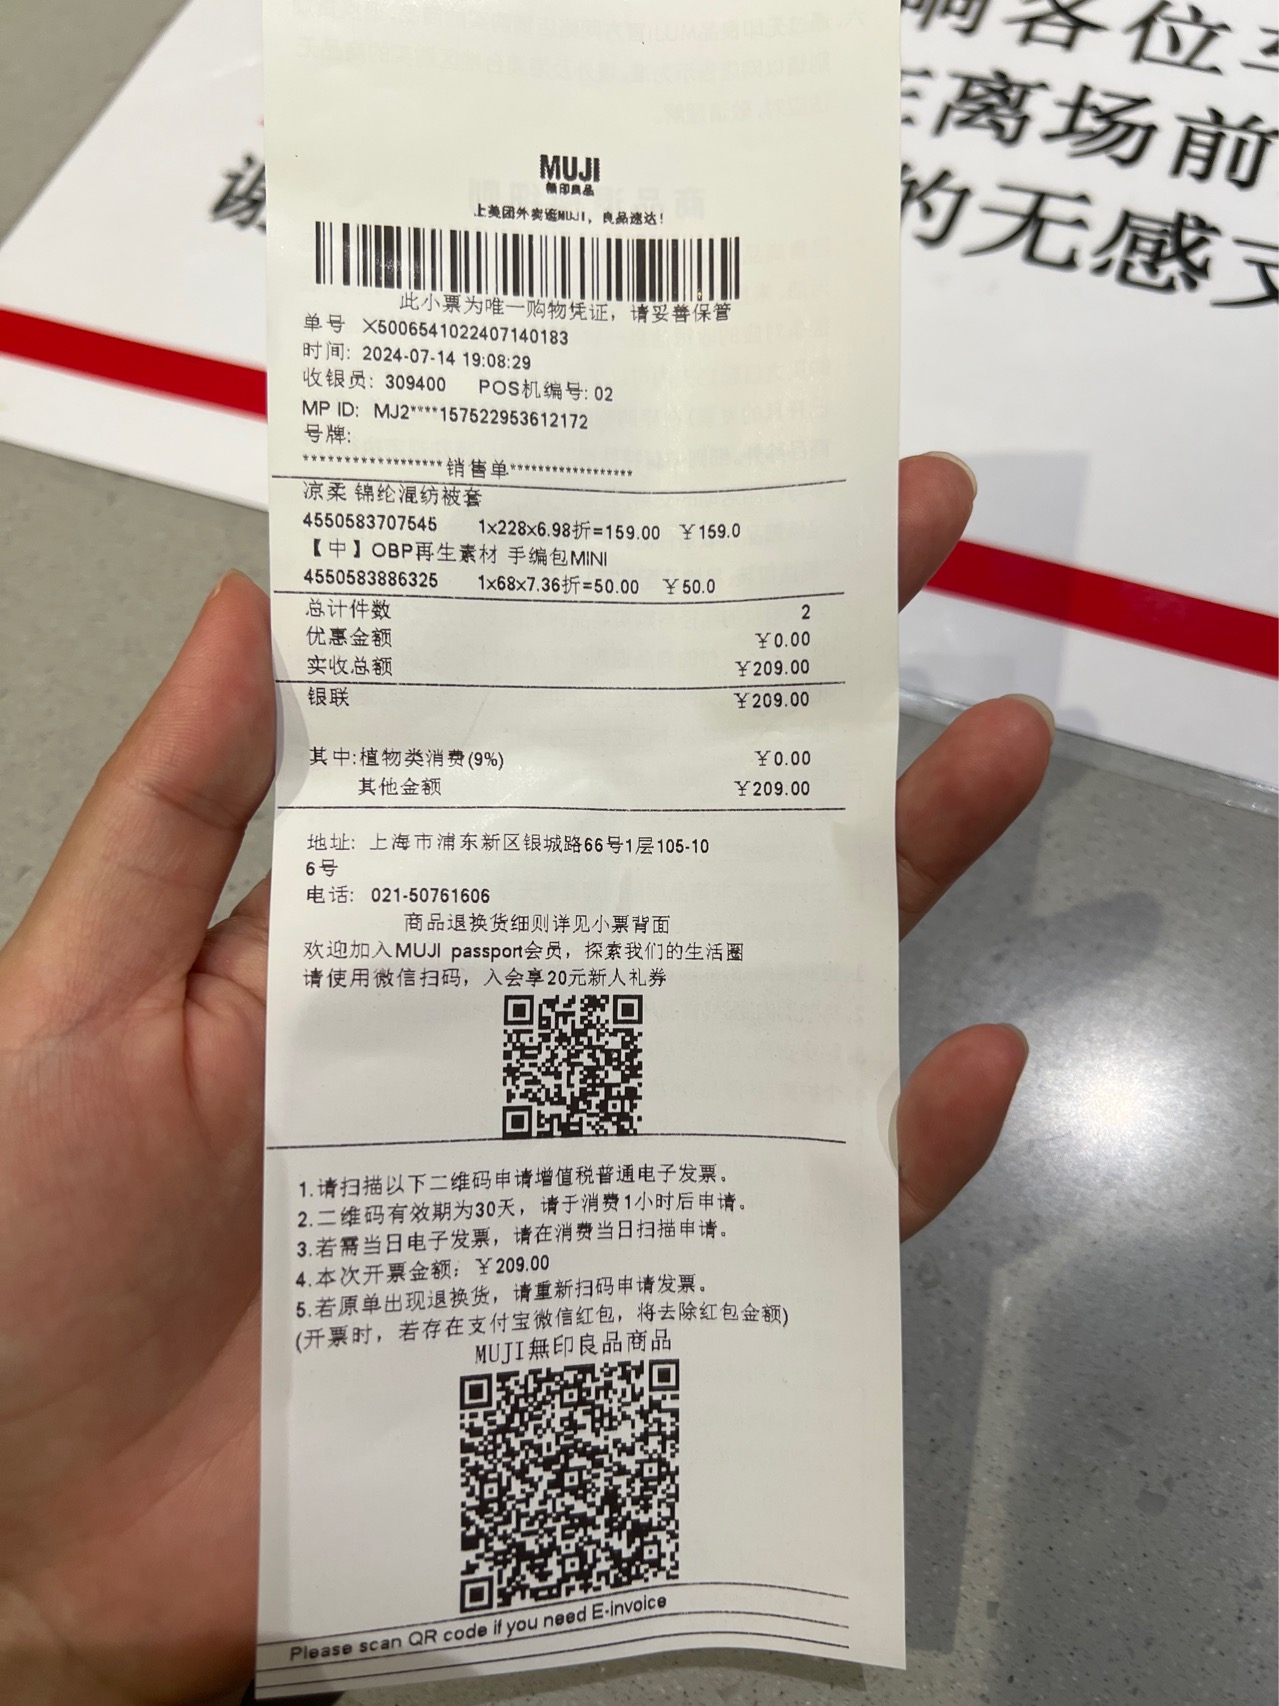 MUJI
無印良品
上美团外卖逛MUJI，良品速达！
此小票为唯一购物凭证，请妥善保管
单号 X5006541022407140183
时间: 2024-07-14 19:08:29
收银员: 309400 POS机编号: 02
MP ID: MJ2****157522953612172
号牌:
******************销售单****************
凉柔 锦纶混纺被套
4550583707545 1x228x6.98折=159.00 ￥159.0
【中】OBP再生素材 手编包MINI
4550583886325 1x68x7.36折=50.00 ￥50.0
总计件数 2
优惠金额 ￥0.00
实收总额 ￥209.00
银联 ￥209.00
其中:植物类消费(9%) ￥0.00
其他金额 ￥209.00
地址: 上海市浦东新区银城路66号1层105-10
6号
电话: 021-50761606
商品退换货细则详见小票背面
欢迎加入MUJI passport会员，探索我们的生活圈
请使用微信扫码，入会享20元新人礼券
1.请扫描以下二维码申请增值税普通电子发票。
2.二维码有效期为30天，请于消费1小时后申请。
3.若需当日电子发票，请在消费当日扫描申请。
4.本次开票金额: ￥209.00
5.若原单出现退换货，请重新扫码申请发票。
(开票时，若存在支付宝微信红包，将去除红包金额)
MUJI無印良品商品
Please scan QR code if you need E-invoice
各位
离场前
的无感
谢